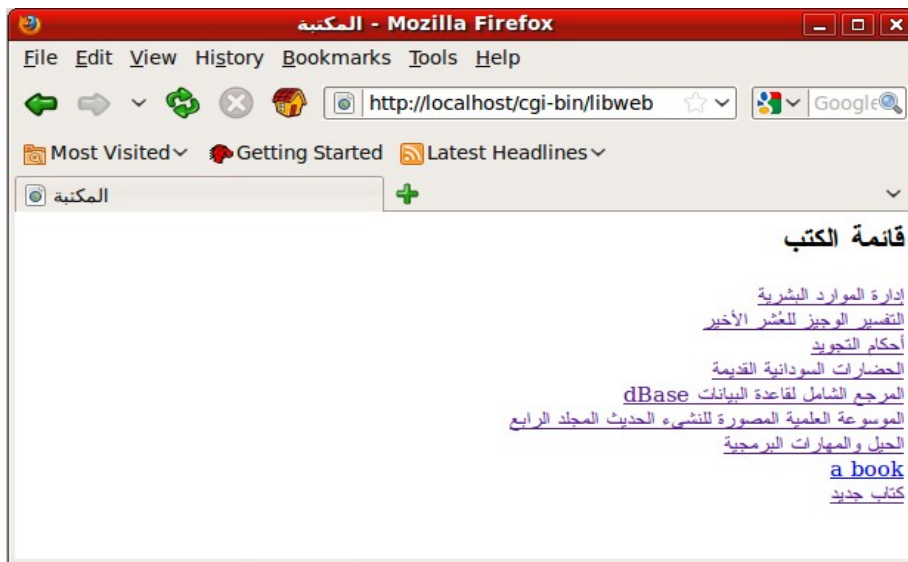 المكتبة - Mozilla Firefox
File Edit View History Bookmarks Tools Help
http://localhost/cgi-bin/libweb Google
Most Visited Getting Started Latest Headlines
المكتبة
قائمة الكتب
إدارة الموارد البشرية
التفسير الوجيز للعُشر الأخير
أحكام التجويد
الحضارات السودانية القديمة
المرجع الشامل لقاعدة البيانات dBase
الموسوعة العلمية المصورة للنشىء الحديث المجلد الرابع
الحيل والمهارات البرمجية
a book
كتاب جديد